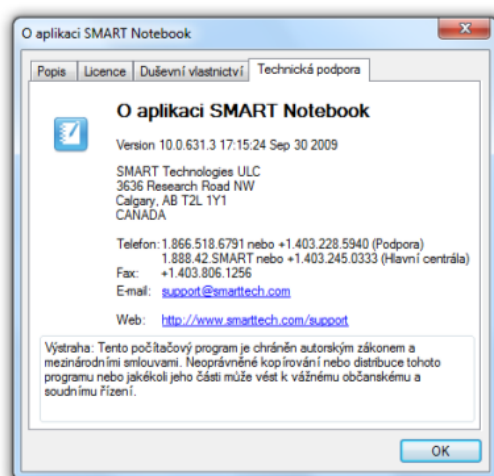 O aplikaci SMART Notebook
Popis Licence Duševní vlastnictví Technická podpora
O aplikaci SMART Notebook
Version 10.0.631.3 17:15:24 Sep 30 2009
SMART Technologies ULC
3636 Research Road NW
Calgary, AB T2L 1Y1
CANADA
Telefon: 1.866.518.6791 nebo +1.403.228.5940 (Podpora)
1.888.42.SMART nebo +1.403.245.0333 (Hlavní centrála)
Fax: +1.403.806.1256
E-mail: support@smarttech.com
Web: http://www.smarttech.com/support
Výstraha: Tento počítačový program je chráněn autorským zákonem a
mezinárodními smlouvami. Neoprávněné kopírování nebo distribuce tohoto
programu nebo jakékoli jeho části může vést k vážnému občanskému a
soudnímu řízení.
OK